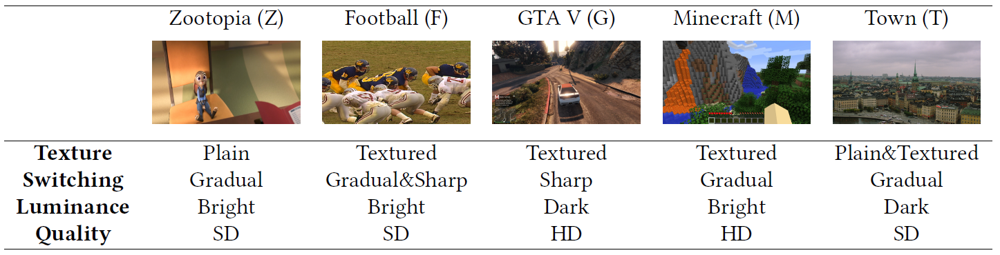 Zootopia (Z) Football (F) GTA V (G) Minecraft (M) Town (T)
Texture Plain Textured Textured Textured Plain&Textured
Switching Gradual Gradual&Sharp Sharp Gradual Gradual
Luminance Bright Bright Dark Bright Dark
Quality SD SD HD HD SD